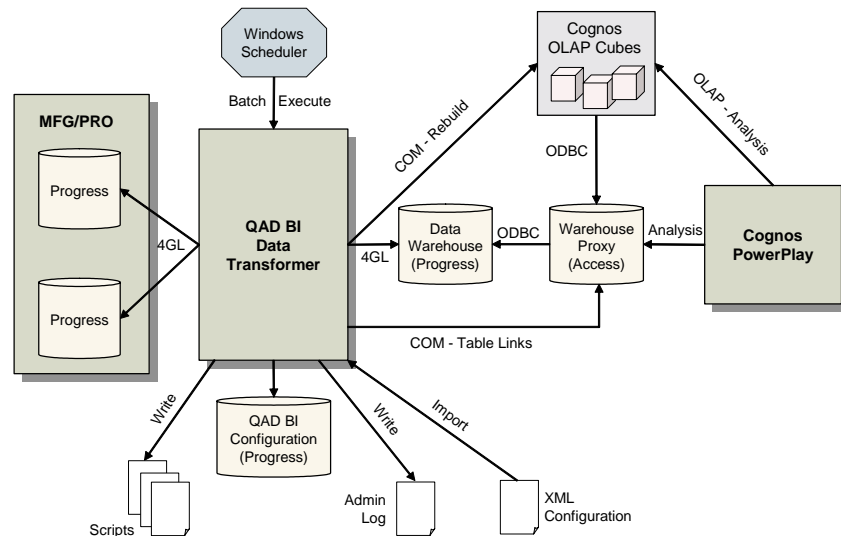 Windows
Scheduler
Cognos
OLAP Cubes
Batch Execute
MFG/PRO
COM - Rebuild
OLAP - Analysis
ODBC
Progress
QAD BI
Data
Transformer
4GL
4GL
Data
Warehouse
(Progress)
ODBC
Warehouse
Proxy
(Access)
Analysis
Cognos
PowerPlay
Progress
COM - Table Links
Write
QAD BI
Configuration
(Progress)
Write
Import
Scripts
Admin
Log
XML
Configuration